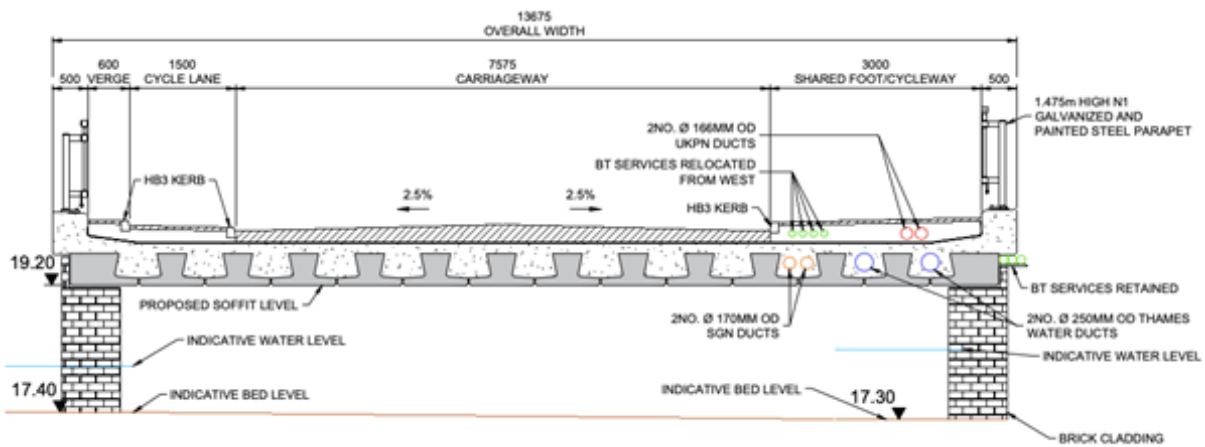 13675
OVERALL WIDTH
600
1500
7575
3000
500
VERGE
CYCLE LANE
CARRIAGEWAY
SHARED FOOT/CYCLEWAY
500
1.475m HIGH N1
GALVANIZED AND
PAINTED STEEL PARAPET
2NO. Ø 166MM OD
UKPN DUCTS
BT SERVICES RELOCATED
FROM WEST
HB3 KERB
2.5%
2.5%
HB3 KERB
19.20
PROPOSED SOFFIT LEVEL
BT SERVICES RETAINED
2NO. Ø 170MM OD
SGN DUCTS
2NO. Ø 250MM OD THAMES
WATER DUCTS
INDICATIVE WATER LEVEL
INDICATIVE WATER LEVEL
17.40
INDICATIVE BED LEVEL
INDICATIVE BED LEVEL
17.30
BRICK CLADDING